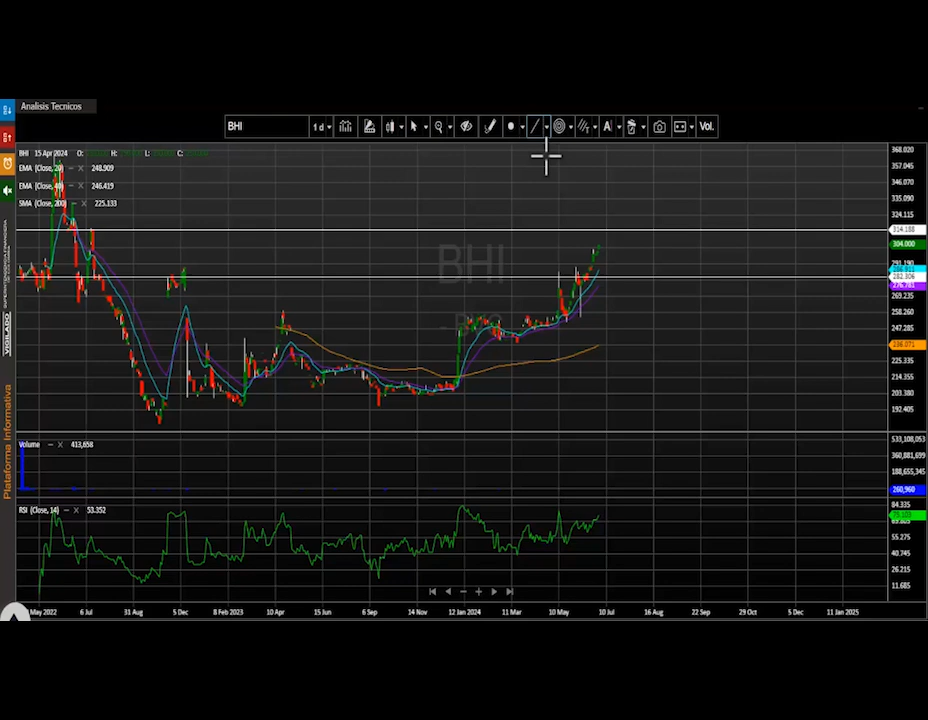 Analisis Tecnicos
BHI 1 d Vol.
BHI 15 Apr 2024 O: H: L: C:
EMA (Close, 20) 248.909
EMA (Close, 40) 246.419
SMA (Close, 200) 225.133
BHI
368.020
357.045
346.070
335.090
324.115
314.188
304.000
291.190
282.306
276.781
269.235
258.260
247.285
236.071
225.335
214.355
203.380
192.405
Volume 413,658
533,108,053
360,881,699
188,655,345
260,960
RSI (Close, 14) 53.352
84.335
69.805
55.275
40.745
26.215
11.685
May 2022 6 Jul 31 Aug 5 Dec 8 Feb 2023 10 Apr 15 Jun 6 Sep 14 Nov 12 Jan 2024 11 Mar 10 May 10 Jul 16 Aug 22 Sep 29 Oct 5 Dec 11 Jan 2025
VIGILADO
Plataforma Informativa